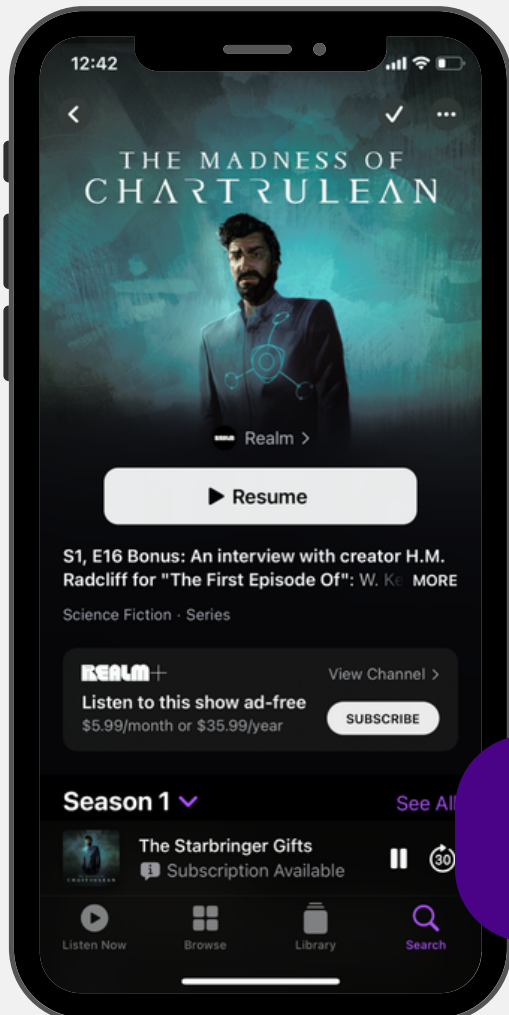 12:42
THE MADNESS OF
CHARTRULEAN
Realm >
Resume
S1, E16 Bonus: An interview with creator H.M.
Radcliff for "The First Episode Of": W. Ke MORE
Science Fiction · Series
REALM+
View Channel >
Listen to this show ad-free
$5.99/month or $35.99/year
SUBSCRIBE
Season 1
See All
The Starbringer Gifts
Subscription Available
30
Listen Now
Browse
Library
Search